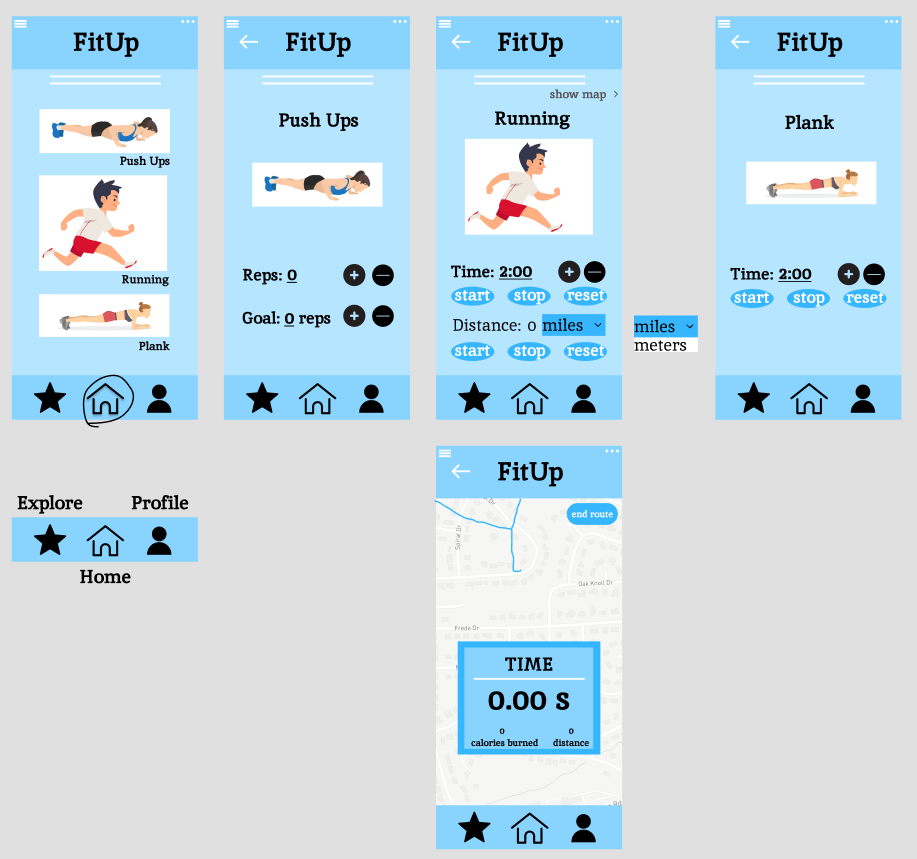 FitUp
Push Ups
Running
Plank
FitUp
Push Ups
Reps: 0
Goal: 0 reps
FitUp
show map >
Running
Time: 2:00
start stop reset
Distance: 0 miles
start stop reset
miles
meters
FitUp
Plank
Time: 2:00
start stop reset
Explore Profile
Home
FitUp
end route
Spiral Dr
Oak Knoll Dr
Frede Dr
TIME
0.00 s
0 0
calories burned distance
Rd